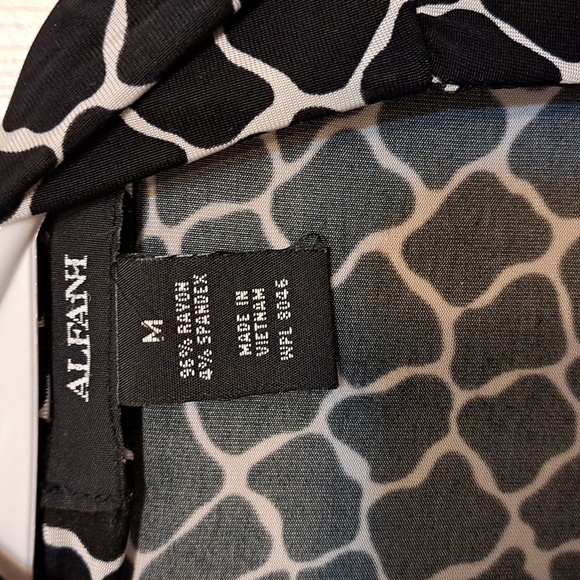 ALFANI
M
96% RAYON
4% SPANDEX
MADE IN
VIETNAM
WPL 8046